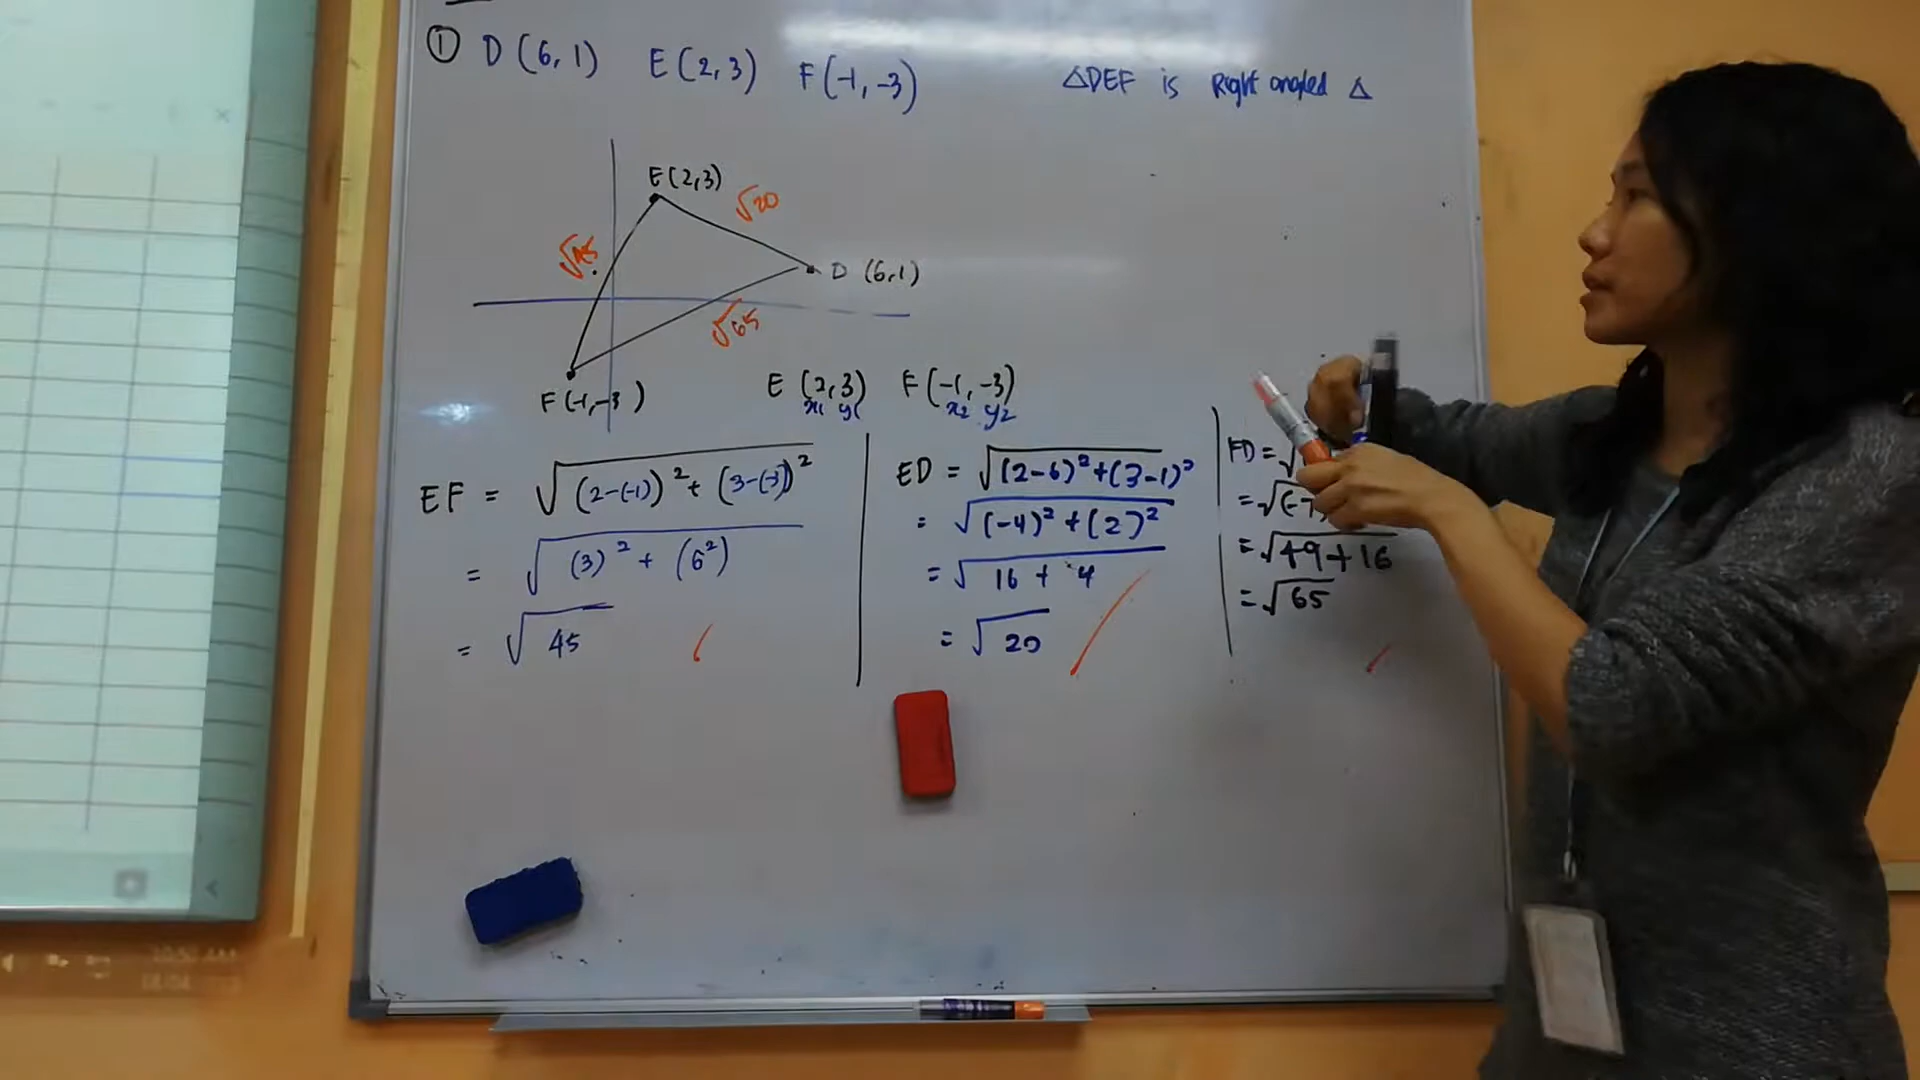 ① D (6, 1) E (2, 3) F (-1, -3) △DEF is Right angled △
E (2, 3)
√20
√45
D (6, 1)
√65
F (-1, -3)
E (2, 3) F (-1, -3)
x₁ y₁ x₂ y₂
EF = √(2-(-1))² + (3-(-3))²
= √(3)² + (6²)
= √45
ED = √(2-6)² + (3-1)²
= √(-4)² + (2)²
= √16 + 4
= √20
FD = √
= √(-7
= √49 + 16
= √65